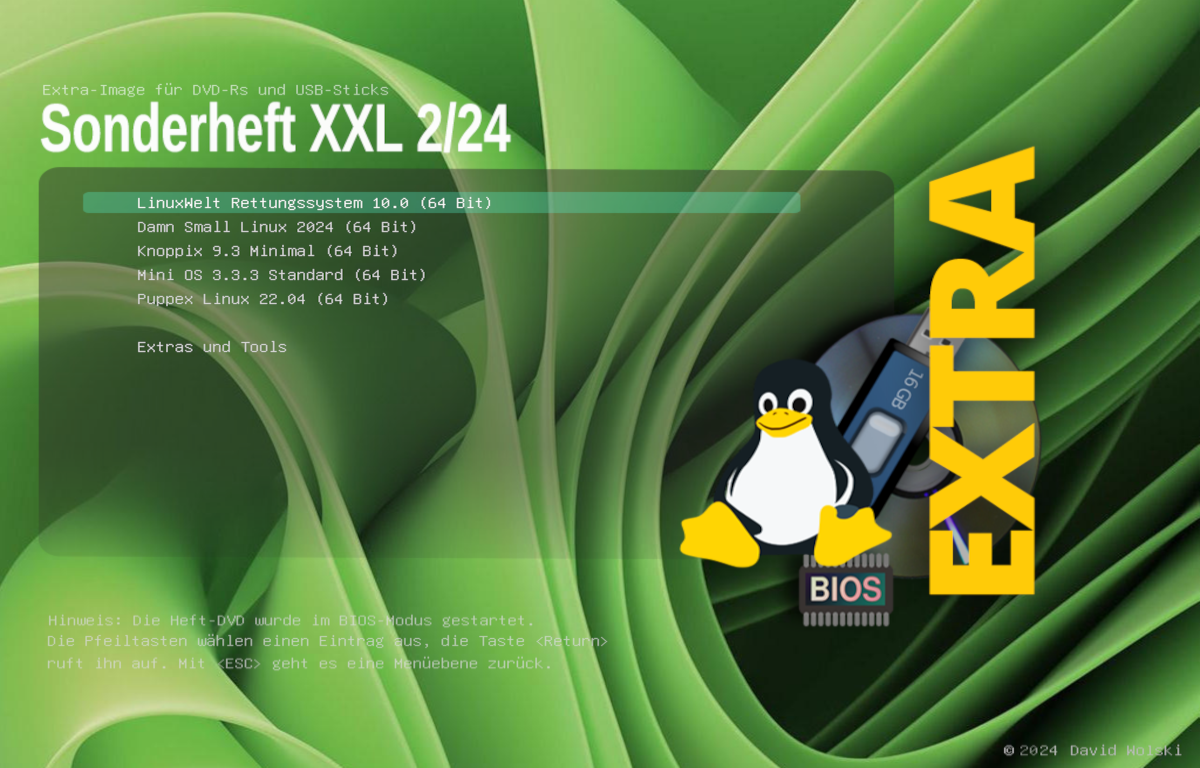 Extra-Image für DVD-Rs und USB-Sticks
Sonderheft XXL 2/24
LinuxWelt Rettungssystem 10.0 (64 Bit)
Damn Small Linux 2024 (64 Bit)
Knoppix 9.3 Minimal (64 Bit)
Mini OS 3.3.3 Standard (64 Bit)
Puppex Linux 22.04 (64 Bit)
Extras und Tools
EXTRA
16 GB
BIOS
Hinweis: Die Heft-DVD wurde im BIOS-Modus gestartet.
Die Pfeiltasten wählen einen Eintrag aus, die Taste <Return>
ruft ihn auf. Mit <ESC> geht es eine Menüebene zurück.
© 2024 David Wolski